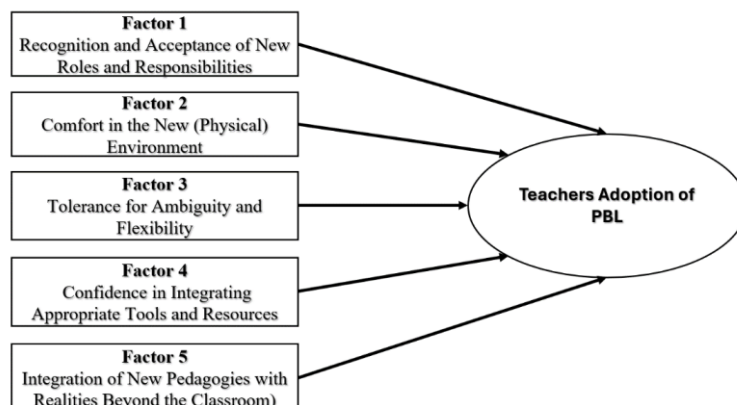 Factor 1
Recognition and Acceptance of New
Roles and Responsibilities
Factor 2
Comfort in the New (Physical)
Environment
Factor 3
Tolerance for Ambiguity and
Flexibility
Factor 4
Confidence in Integrating
Appropriate Tools and Resources
Factor 5
Integration of New Pedagogies with
Realities Beyond the Classroom)
Teachers Adoption of
PBL